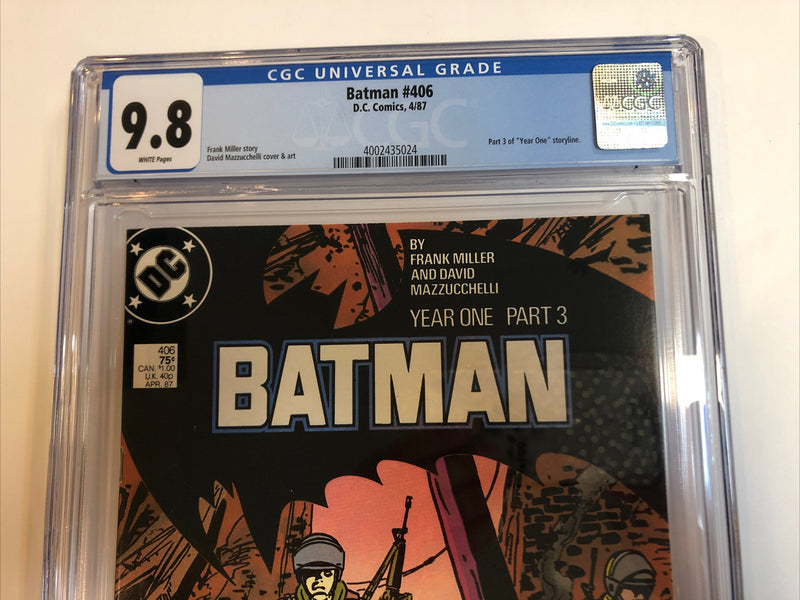 CGC UNIVERSAL GRADE
9.8
WHITE Pages
Batman #406
D.C. Comics, 4/87
Frank Miller story
David Mazzucchelli cover & art
4002435024
Part 3 of "Year One" storyline.
CGC
CGC
DC
BY
FRANK MILLER
AND DAVID
MAZZUCCHELLI
YEAR ONE PART 3
406
75¢
CAN. $1.00
U.K. 40p
APR. 87
BATMAN